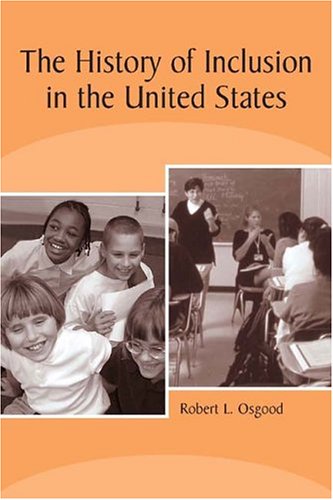 The History of Inclusion
in the United States
Robert L. Osgood